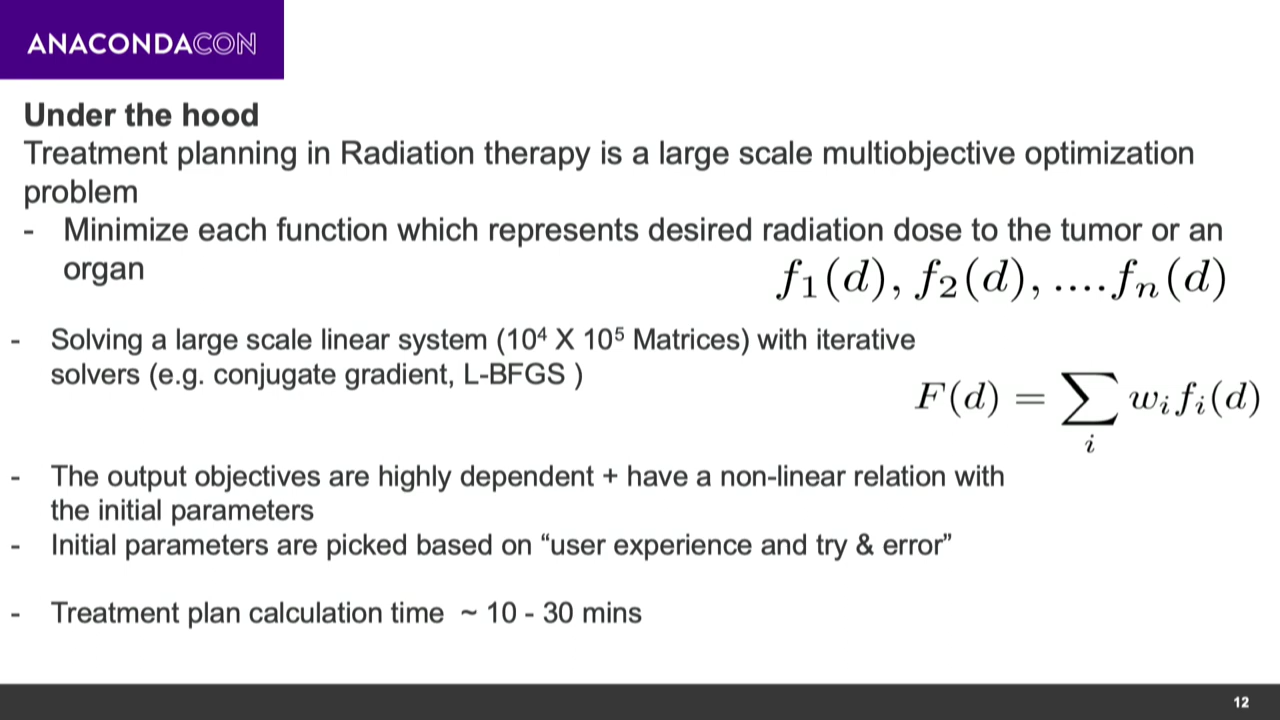 ANACONDACON
Under the hood
Treatment planning in Radiation therapy is a large scale multiobjective optimization
problem
- Minimize each function which represents desired radiation dose to the tumor or an
organ
f₁(d), f₂(d), ....fₙ(d)
- Solving a large scale linear system (10⁴ X 10⁵ Matrices) with iterative
solvers (e.g. conjugate gradient, L-BFGS )
F(d) = ∑ᵢ wᵢfᵢ(d)
- The output objectives are highly dependent + have a non-linear relation with
the initial parameters
- Initial parameters are picked based on “user experience and try & error”
- Treatment plan calculation time ~ 10 - 30 mins
12